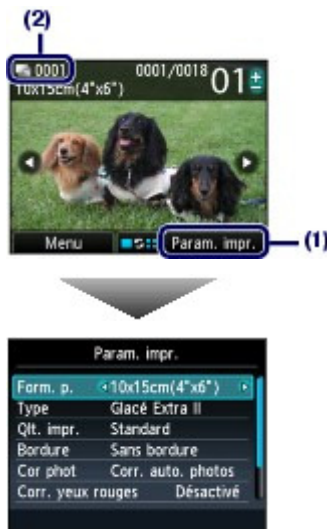 (2)
0001
0001/0018
01
10x15cm(4"x6")
Menu
Param. impr.
(1)
Param. impr.
Form. p. 10x15cm(4"x6")
Type Glacé Extra II
Qlt. impr. Standard
Bordure Sans bordure
Cor phot Corr. auto. photos
Corr. yeux rouges Désactivé